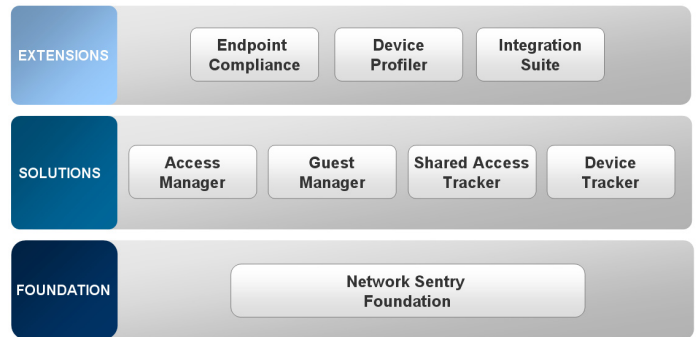 EXTENSIONS
Endpoint
Compliance
Device
Profiler
Integration
Suite
SOLUTIONS
Access
Manager
Guest
Manager
Shared Access
Tracker
Device
Tracker
FOUNDATION
Network Sentry
Foundation